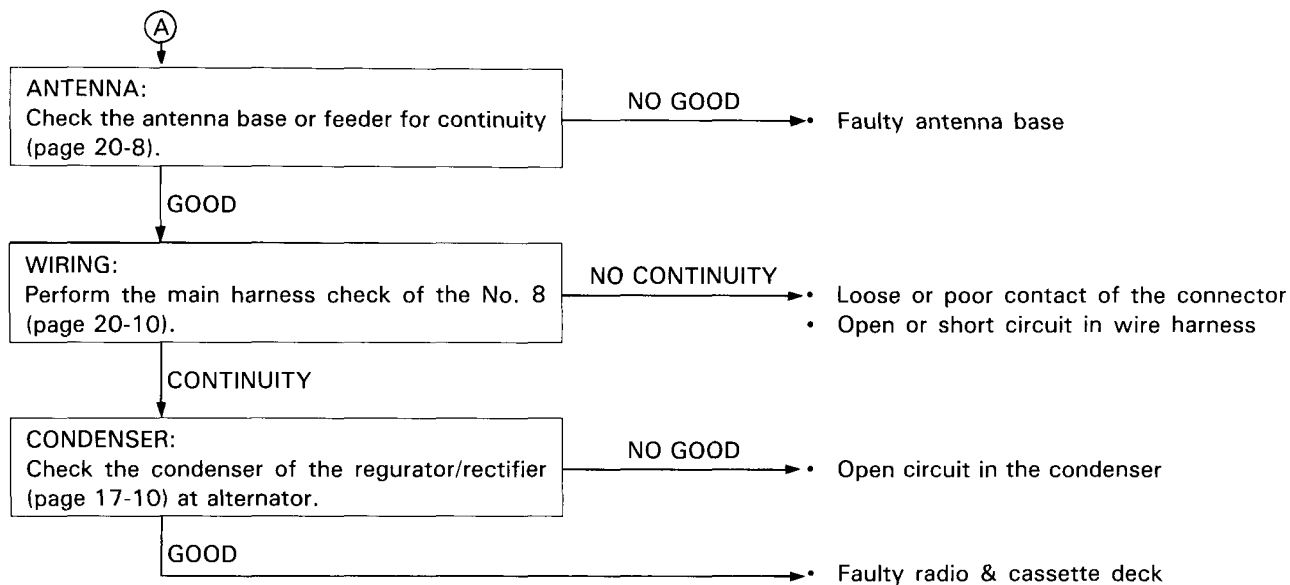 A
ANTENNA:
Check the antenna base or feeder for continuity
(page 20-8).
NO GOOD
• Faulty antenna base
GOOD
WIRING:
Perform the main harness check of the No. 8
(page 20-10).
NO CONTINUITY
• Loose or poor contact of the connector
• Open or short circuit in wire harness
CONTINUITY
CONDENSER:
Check the condenser of the regurator/rectifier
(page 17-10) at alternator.
NO GOOD
• Open circuit in the condenser
GOOD
• Faulty radio & cassette deck